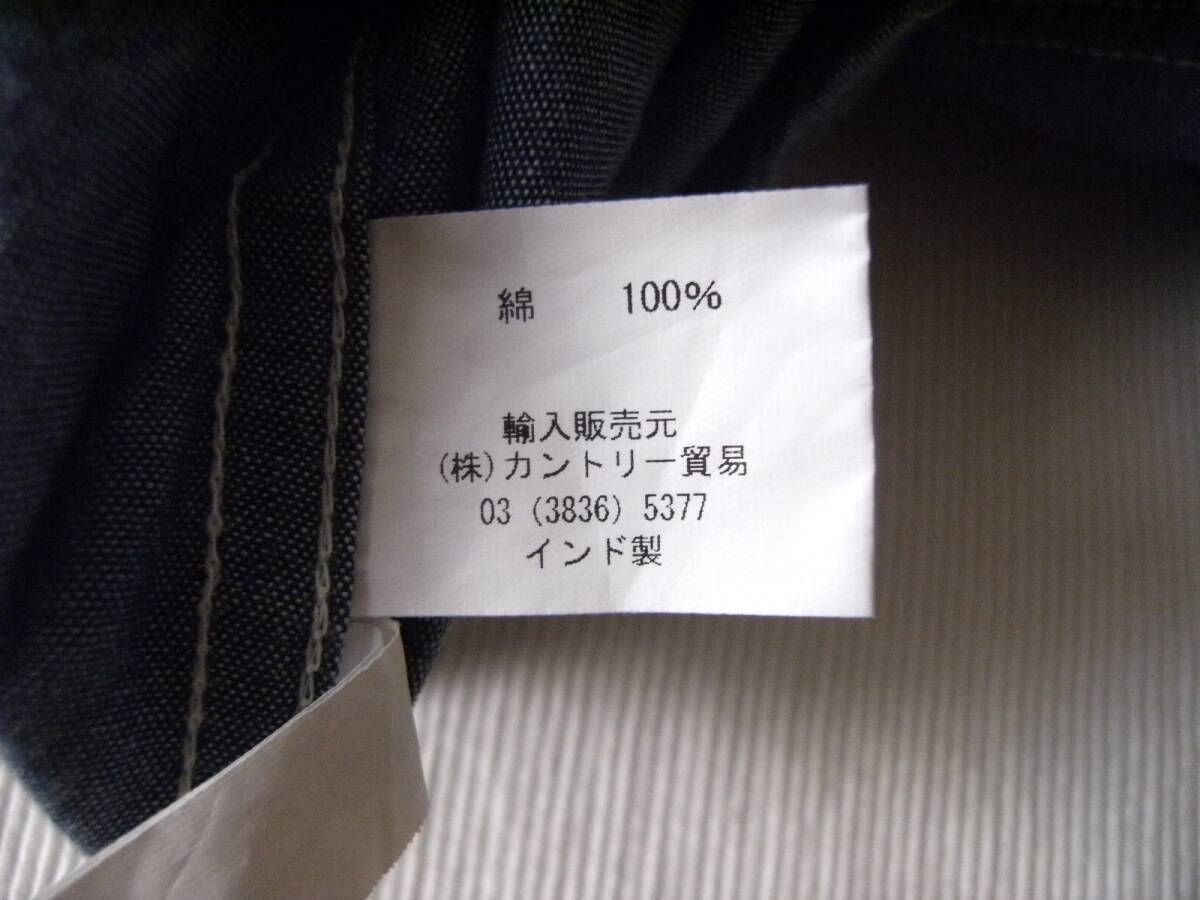 綿 100%
輸入販売元
(株)カントリー貿易
03 (3836) 5377
インド製